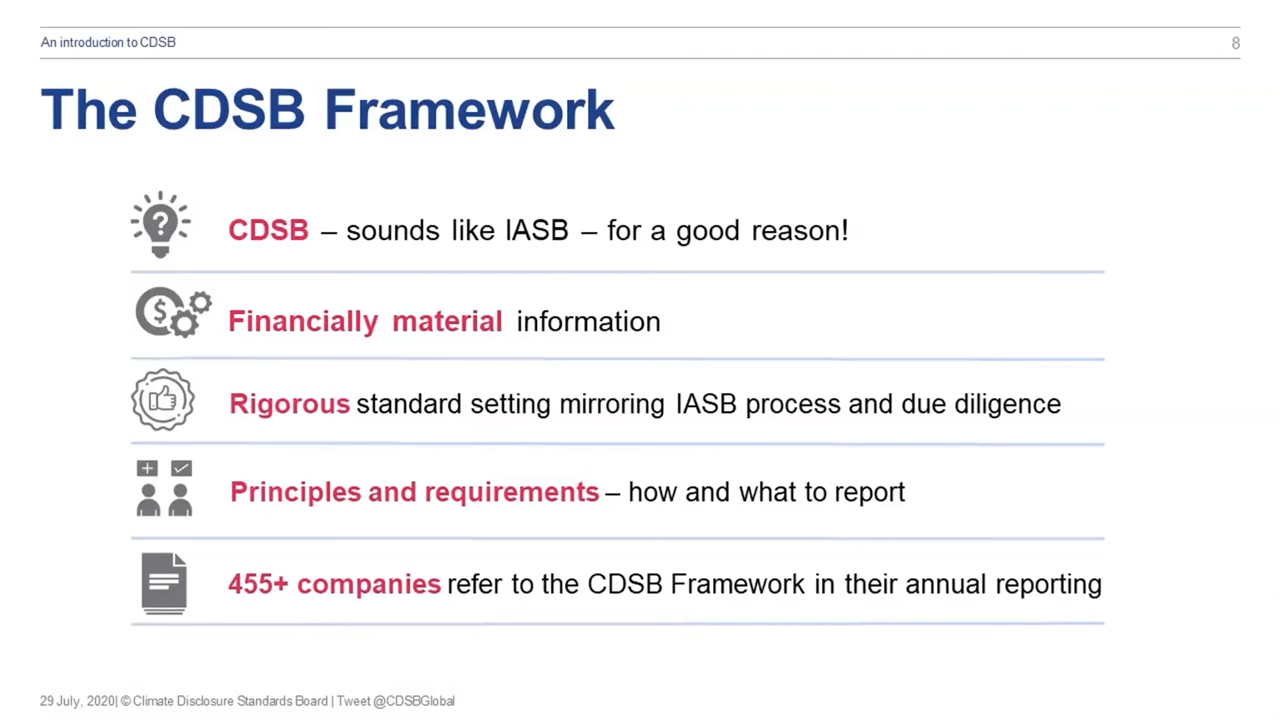 An introduction to CDSB
8
The CDSB Framework
CDSB – sounds like IASB – for a good reason!
Financially material information
Rigorous standard setting mirroring IASB process and due diligence
Principles and requirements – how and what to report
455+ companies refer to the CDSB Framework in their annual reporting
29 July, 2020| © Climate Disclosure Standards Board | Tweet @CDSBGlobal